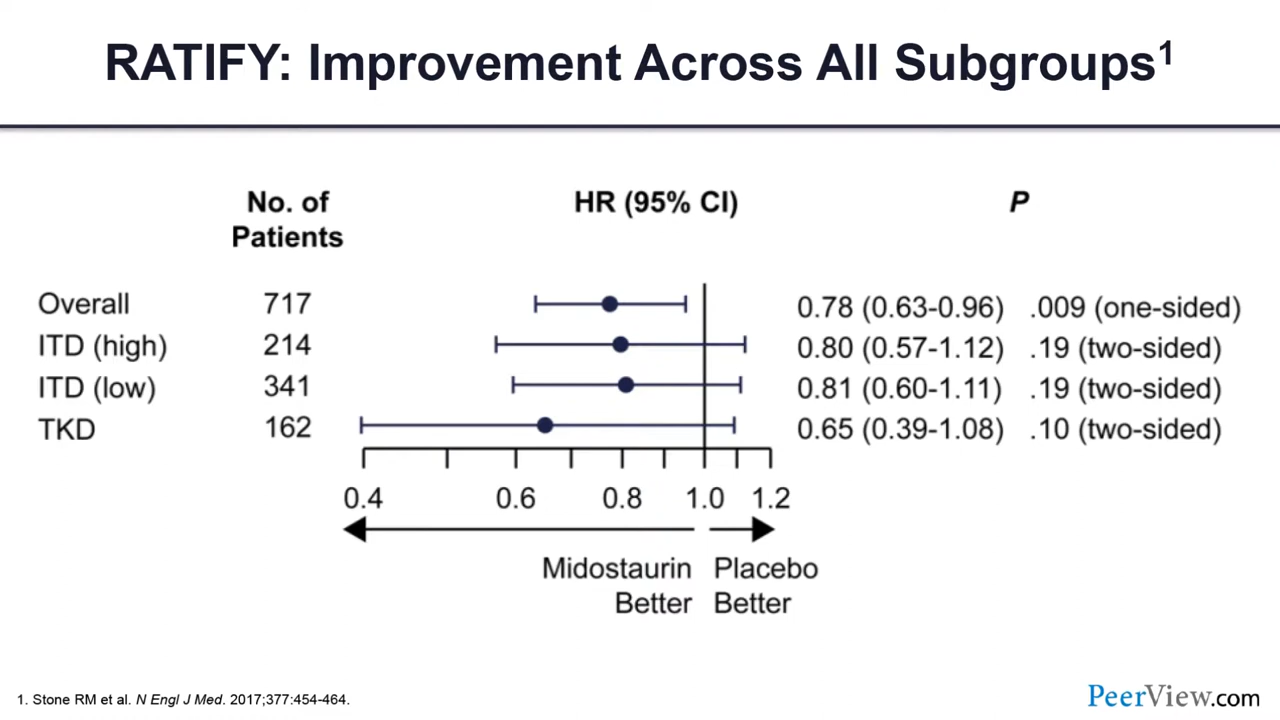 RATIFY: Improvement Across All Subgroups1
No. of Patients HR (95% CI) P
Overall 717 0.78 (0.63-0.96) .009 (one-sided)
ITD (high) 214 0.80 (0.57-1.12) .19 (two-sided)
ITD (low) 341 0.81 (0.60-1.11) .19 (two-sided)
TKD 162 0.65 (0.39-1.08) .10 (two-sided)
0.4 0.6 0.8 1.0 1.2
Midostaurin Better Placebo Better
1. Stone RM et al. N Engl J Med. 2017;377:454-464.
PeerView.com